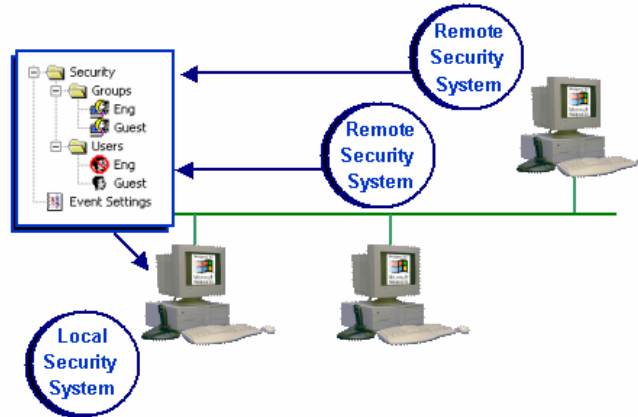 Remote
Security
System
Security
Groups
Eng
Guest
Users
Eng
Guest
Event Settings
Remote
Security
System
Local
Security
System